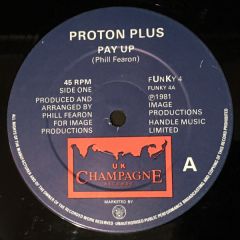 PROTON PLUS
PAY UP
(Phill Fearon)
45 RPM
SIDE ONE
PRODUCED AND
ARRANGED BY
PHILL FEARON
FOR IMAGE
PRODUCTIONS
FUNKY 4
FUNKY 4A
℗1981
IMAGE
PRODUCTIONS
HANDLE MUSIC
LIMITED
UK
CHAMPAGNE
RECORDS
A
MARKETED BY